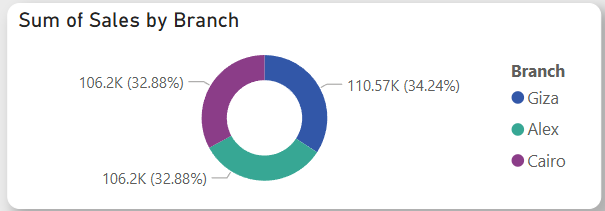 Sum of Sales by Branch
106.2K (32.88%)
110.57K (34.24%)
106.2K (32.88%)
Branch
Giza
Alex
Cairo